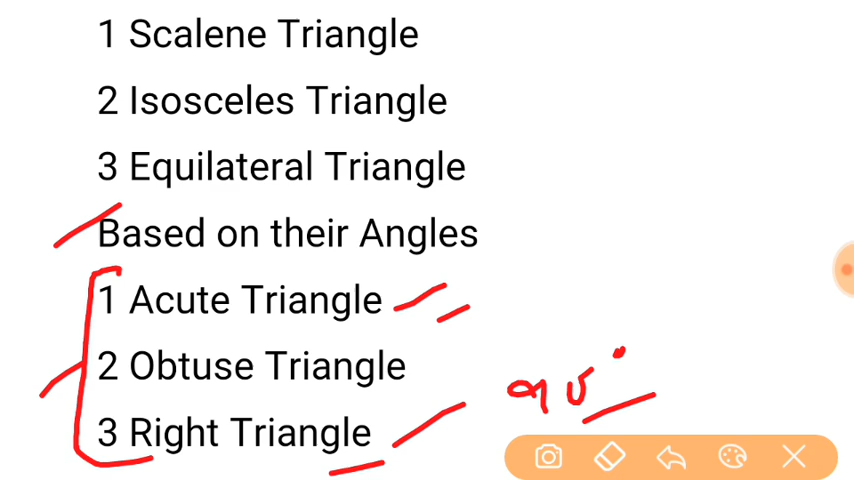 1 Scalene Triangle
2 Isosceles Triangle
3 Equilateral Triangle
Based on their Angles
1 Acute Triangle
2 Obtuse Triangle
3 Right Triangle